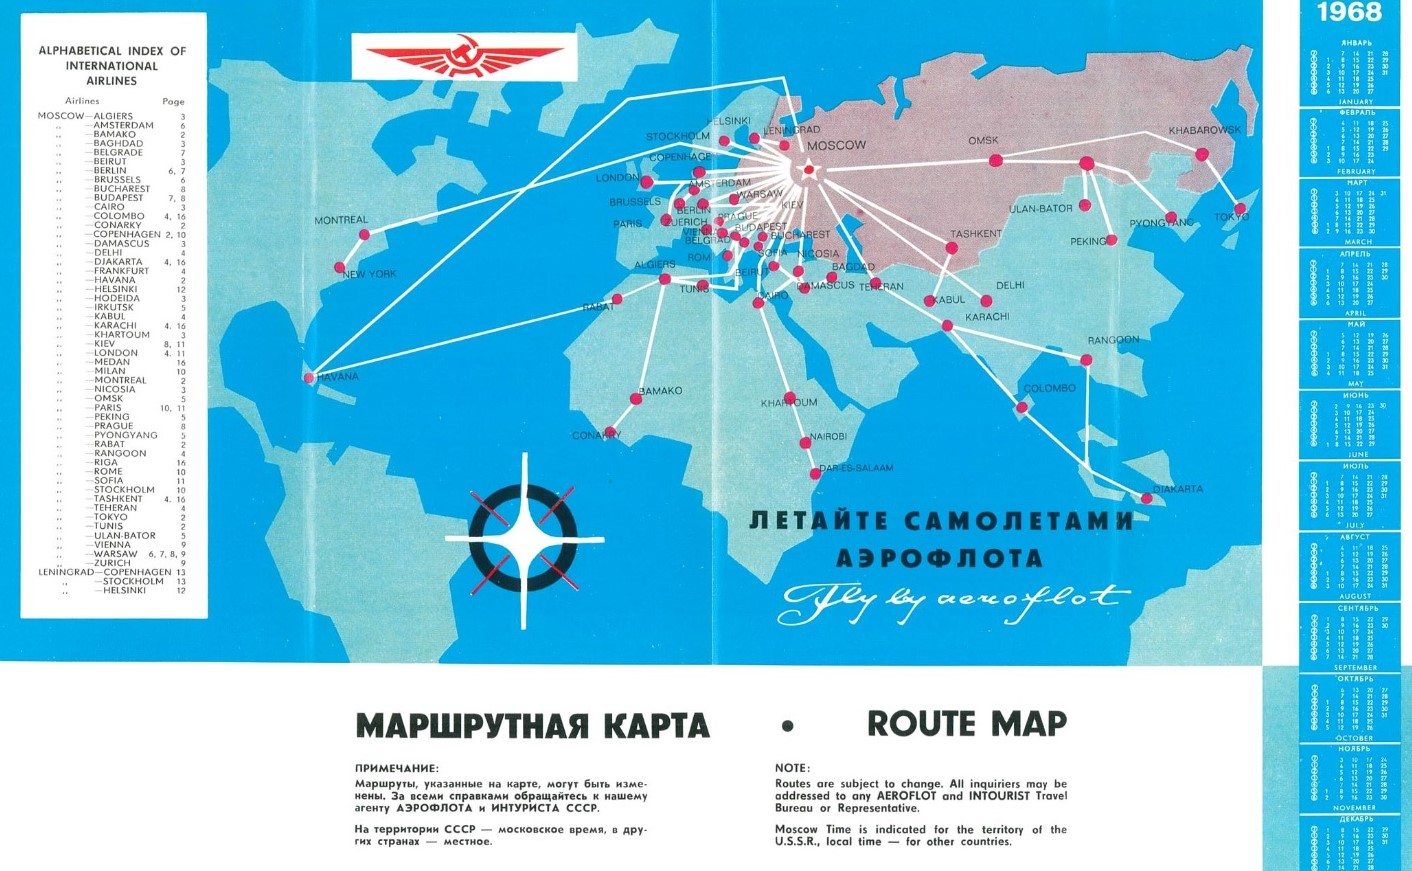 ALPHABETICAL INDEX OF
INTERNATIONAL
AIRLINES
Airlines Page
MOSCOW—ALGIERS 3
„ —AMSTERDAM 6
„ —BAMAKO 2
„ —BAGHDAD 3
„ —BELGRADE 7
„ —BEIRUT 3
„ —BERLIN 6, 7
„ —BRUSSELS 6
„ —BUCHAREST 8
„ —BUDAPEST 7, 8
„ —CAIRO 3
„ —COLOMBO 4, 16
„ —CONARKY 2
„ —COPENHAGEN 2, 10
„ —DAMASCUS 3
„ —DELHI 4
„ —DJAKARTA 4, 16
„ —FRANKFURT 4
„ —HAVANA 2
„ —HELSINKI 12
„ —HODEIDA 3
„ —IRKUTSK 5
„ —KABUL 4
„ —KARACHI 4, 16
„ —KHARTOUM 3
„ —KIEV 8, 11
„ —LONDON 4, 11
„ —MEDAN 16
„ —MILAN 10
„ —MONTREAL 2
„ —NICOSIA 3
„ —OMSK 5
„ —PARIS 10, 11
„ —PEKING 5
„ —PRAGUE 8
„ —PYONGYANG 5
„ —RABAT 2
„ —RANGOON 4
„ —RIGA 16
„ —ROME 10
„ —SOFIA 11
„ —STOCKHOLM 10
„ —TASHKENT 4, 16
„ —TEHERAN 4
„ —TOKYO 2
„ —TUNIS 2
„ —ULAN-BATOR 5
„ —VIENNA 9
„ —WARSAW 6, 7, 8, 9
„ —ZURICH 9
LENINGRAD—COPENHAGEN 13
„ —STOCKHOLM 13
„ —HELSINKI 12
HELSINKI
LENINGRAD
STOCKHOLM
MOSCOW
OMSK
KHABAROWSK
COPENHAGE
LONDON
AMSTERDAM
WARSAW
BRUSSELS
BERLIN
KIEV
PRAGUE
PARIS
ZUERICH
VIENNA
BUDAPEST
BELGRAD
BUCHAREST
ULAN-BATOR
PYONGYANG
TOKYO
MONTREAL
TASHKENT
PEKING
ROM
SOFIA
NICOSIA
ALGIERS
BEIRUT
BAGDAD
NEW YORK
TUNIS
DAMASCUS
TEHERAN
DELHI
CAIRO
KABUL
RABAT
KARACHI
RANGOON
HAVANA
BAMAKO
KHARTOUM
COLOMBO
CONAKRY
NAIROBI
DAR-ES-SALAAM
DJAKARTA
ЛЕТАЙТЕ САМОЛЕТАМИ
АЭРОФЛОТА
Fly by aeroflot
МАРШРУТНАЯ КАРТА • ROUTE MAP
ПРИМЕЧАНИЕ:
Маршруты, указанные на карте, могут быть изме-
нены. За всеми справками обращайтесь к нашему
агенту АЭРОФЛОТА и ИНТУРИСТА СССР.
На территории СССР — московское время, в дру-
гих странах — местное.
NOTE:
Routes are subject to change. All inquiriers may be
addressed to any AEROFLOT and INTOURIST Travel
Bureau or Representative.
Moscow Time is indicated for the territory of the
U.S.S.R., local time — for other countries.
1968
ЯНВАРЬ
JANUARY
ФЕВРАЛЬ
FEBRUARY
МАРТ
MARCH
АПРЕЛЬ
APRIL
МАЙ
MAY
ИЮНЬ
JUNE
ИЮЛЬ
JULY
АВГУСТ
AUGUST
СЕНТЯБРЬ
SEPTEMBER
ОКТЯБРЬ
OCTOBER
НОЯБРЬ
NOVEMBER
ДЕКАБРЬ